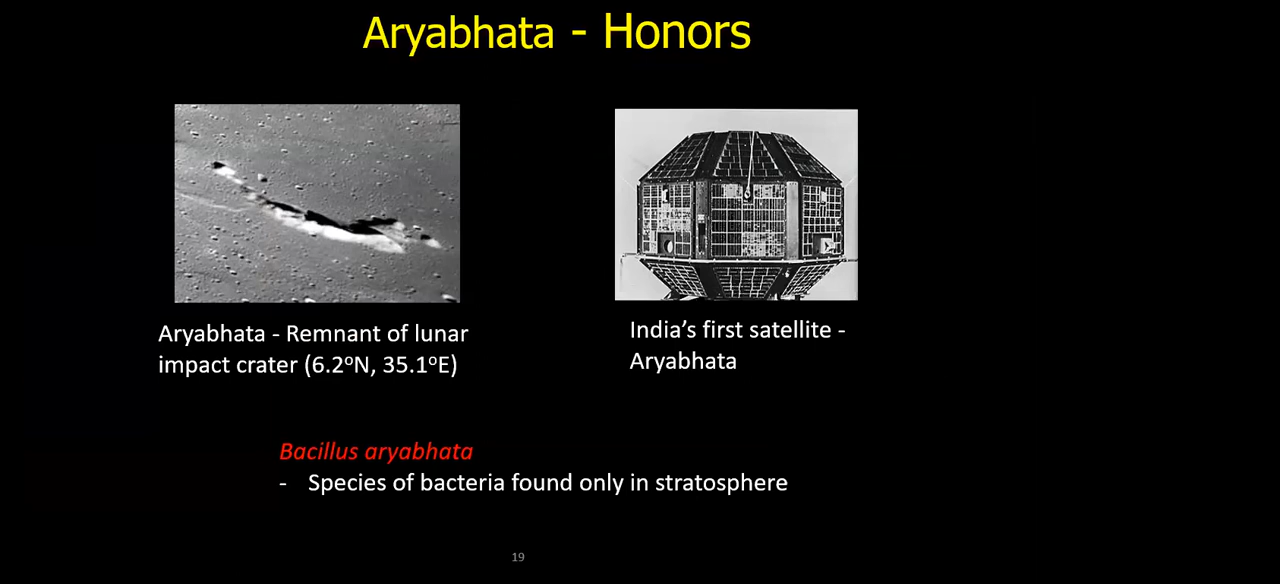 Aryabhata - Honors
Aryabhata - Remnant of lunar
impact crater (6.2ºN, 35.1ºE)
India’s first satellite -
Aryabhata
Bacillus aryabhata
- Species of bacteria found only in stratosphere
19